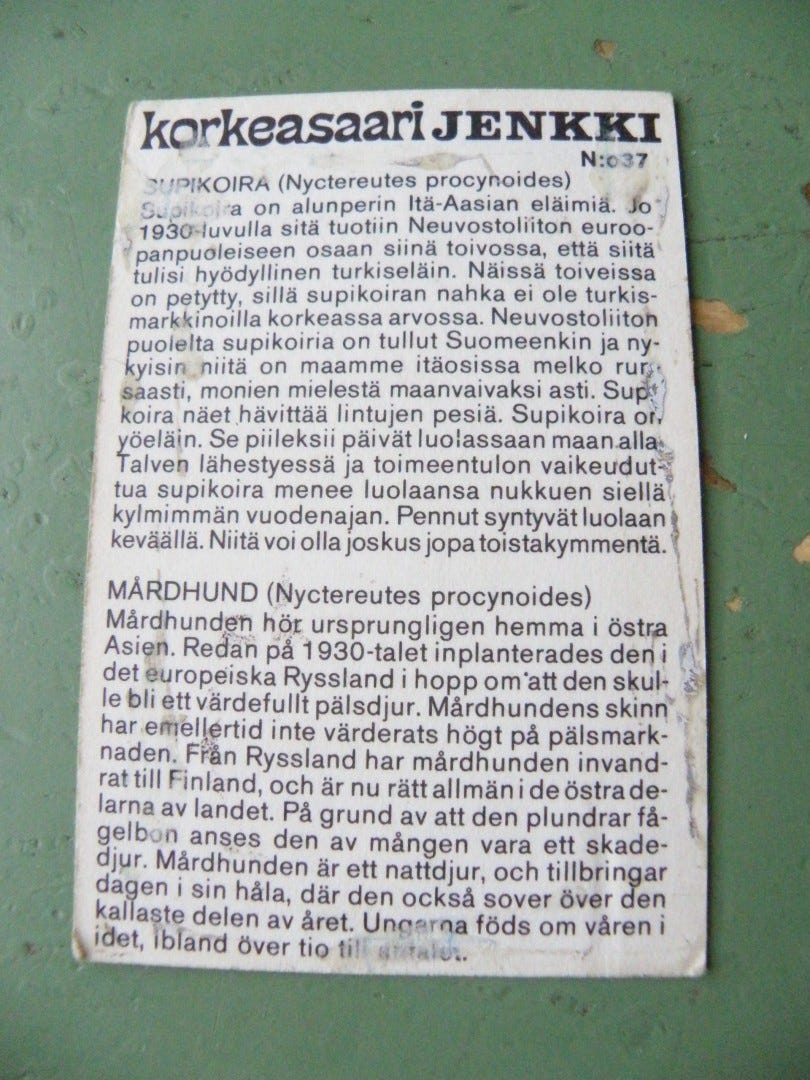 korkeasaari JENKKI
N:o37
SUPIKOIRA (Nyctereutes procynoides)
Supikoira on alunperin Itä-Aasian eläimiä. Jo
1930-luvulla sitä tuotiin Neuvostoliiton euroo-
panpuoleiseen osaan siinä toivossa, että siitä
tulisi hyödyllinen turkiseläin. Näissä toiveissa
on petytty, sillä supikoiran nahka ei ole turkis-
markkinoilla korkeassa arvossa. Neuvostoliiton
puolelta supikoiria on tullut Suomeenkin ja ny-
kyisin niitä on maamme itäosissa melko run-
saasti, monien mielestä maanvaivaksi asti. Supi-
koira näet hävittää lintujen pesiä. Supikoira on
yöeläin. Se piileksii päivät luolassaan maan alla.
Talven lähestyessä ja toimeentulon vaikeudut-
tua supikoira menee luolaansa nukkuen siellä
kylmimmän vuodenajan. Pennut syntyvät luolaan
keväällä. Niitä voi olla joskus jopa toistakymmentä.
MÅRDHUND (Nyctereutes procynoides)
Mårdhunden hör ursprungligen hemma i östra
Asien. Redan på 1930-talet inplanterades den i
det europeiska Ryssland i hopp om att den skul-
le bli ett värdefullt pälsdjur. Mårdhundens skinn
har emellertid inte värderats högt på pälsmark-
naden. Från Ryssland har mårdhunden invand-
rat till Finland, och är nu rätt allmän i de östra de-
larna av landet. På grund av att den plundrar få-
gelbon anses den av mången vara ett skade-
djur. Mårdhunden är ett nattdjur, och tillbringar
dagen i sin håla, där den också sover över den
kallaste delen av året. Ungarna föds om våren i
idet, ibland över tio till antalet.